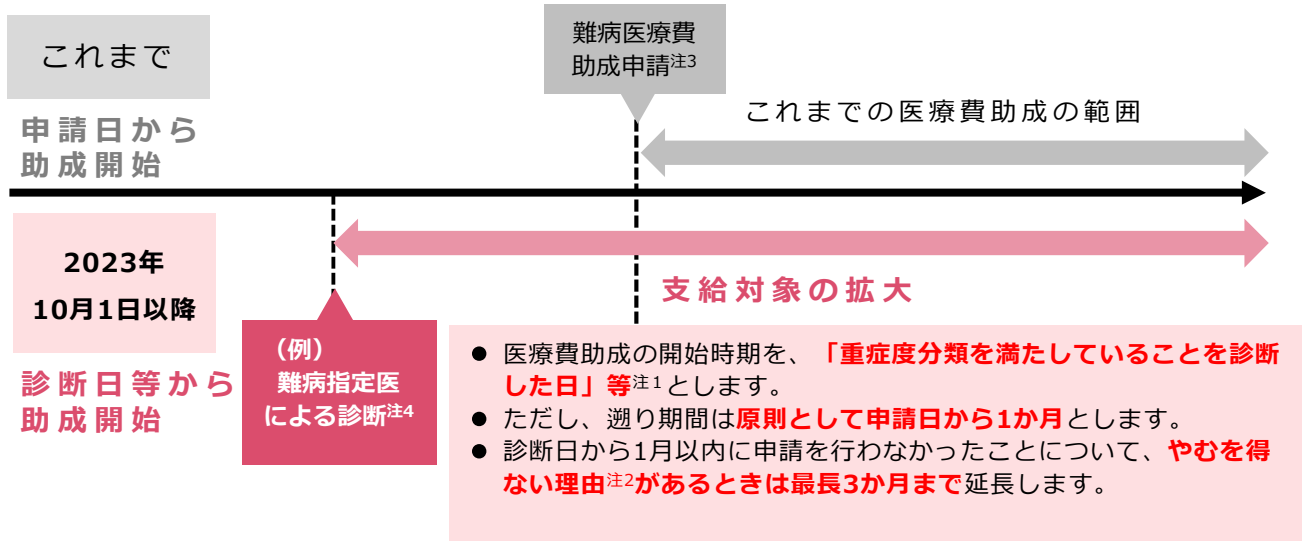 これまで
難病医療費
助成申請注3
申請日から
助成開始
これまでの医療費助成の範囲
2023年
10月1日以降
支給対象の拡大
診断日等から
助成開始
（例）
難病指定医
による診断注4
● 医療費助成の開始時期を、「重症度分類を満たしていることを診断
した日」等注1とします。
● ただし、遡り期間は原則として申請日から1か月とします。
● 診断日から1月以内に申請を行わなかったことについて、やむを得
ない理由注2があるときは最長3か月まで延長します。